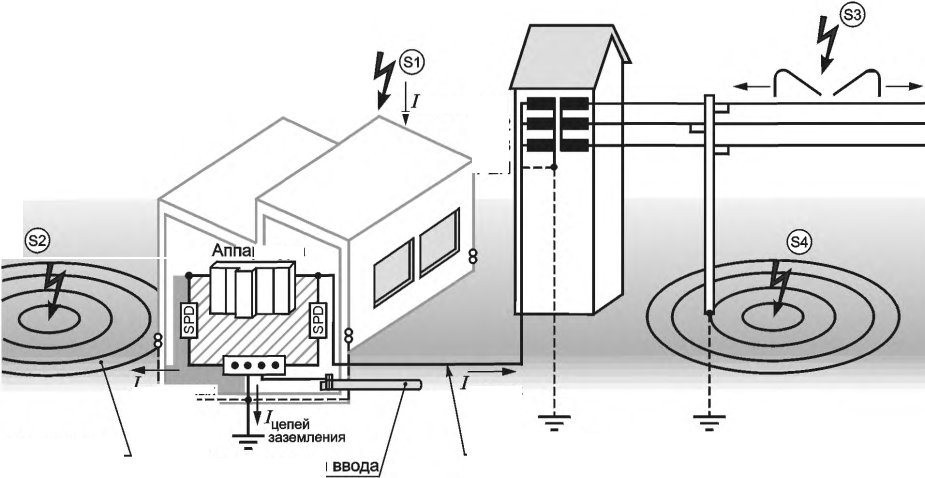 S3
S1
I
S2
S4
Аппа
SPD
SPD
I
I
I цепей
заземления
ввода